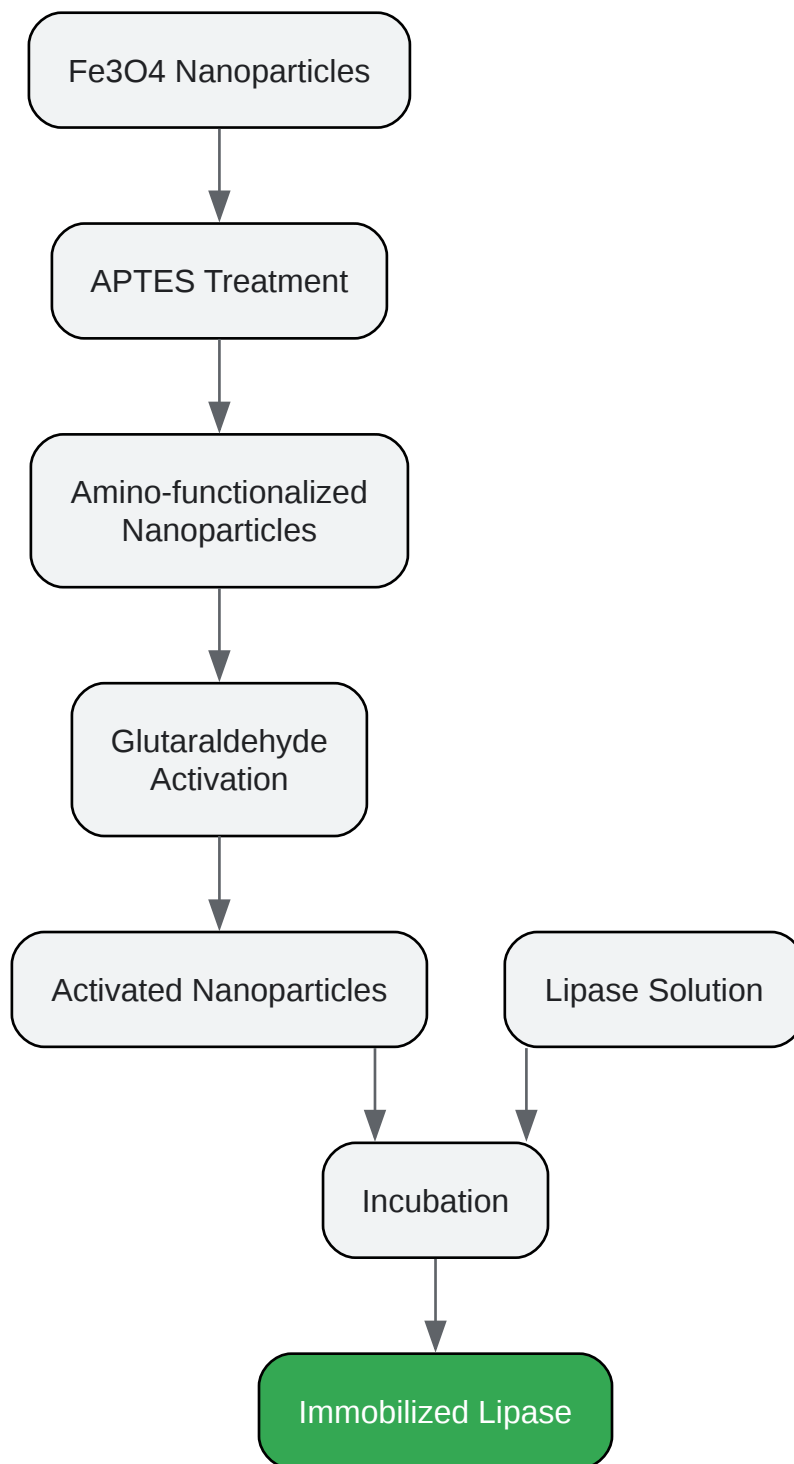 Fe3O4 Nanoparticles
APTES Treatment
Amino-functionalized
Nanoparticles
Glutaraldehyde
Activation
Activated Nanoparticles
Lipase Solution
Incubation
Immobilized Lipase